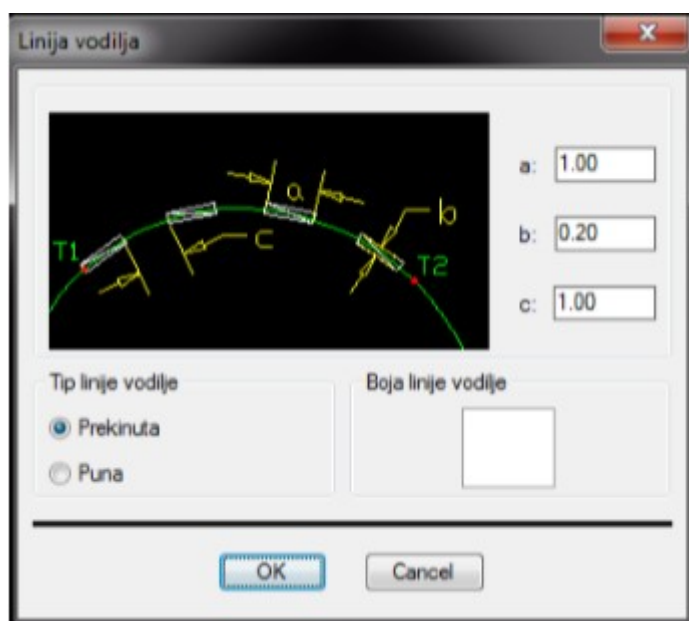 Linija vodilja
a: 1.00
a
b
T1
c
T2
b: 0.20
c: 1.00
Tip linije vodilje
Boja linije vodilje
Prekinuta
Puna
OK
Cancel